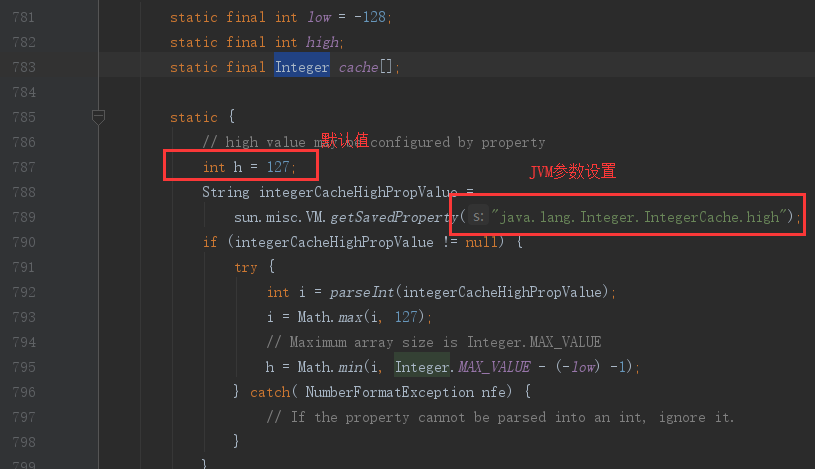 781 static final int low = -128;
782 static final int high;
783 static final Integer cache[];
784
785 static {
786 // high value may be configured by property
默认值
787 int h = 127;
JVM参数设置
788 String integerCacheHighPropValue =
789 sun.misc.VM.getSavedProperty( s: "java.lang.Integer.IntegerCache.high");
790 if (integerCacheHighPropValue != null) {
791 try {
792 int i = parseInt(integerCacheHighPropValue);
793 i = Math.max(i, 127);
794 // Maximum array size is Integer.MAX_VALUE
795 h = Math.min(i, Integer.MAX_VALUE - (-low) -1);
796 } catch( NumberFormatException nfe) {
797 // If the property cannot be parsed into an int, ignore it.
798 }
799 }